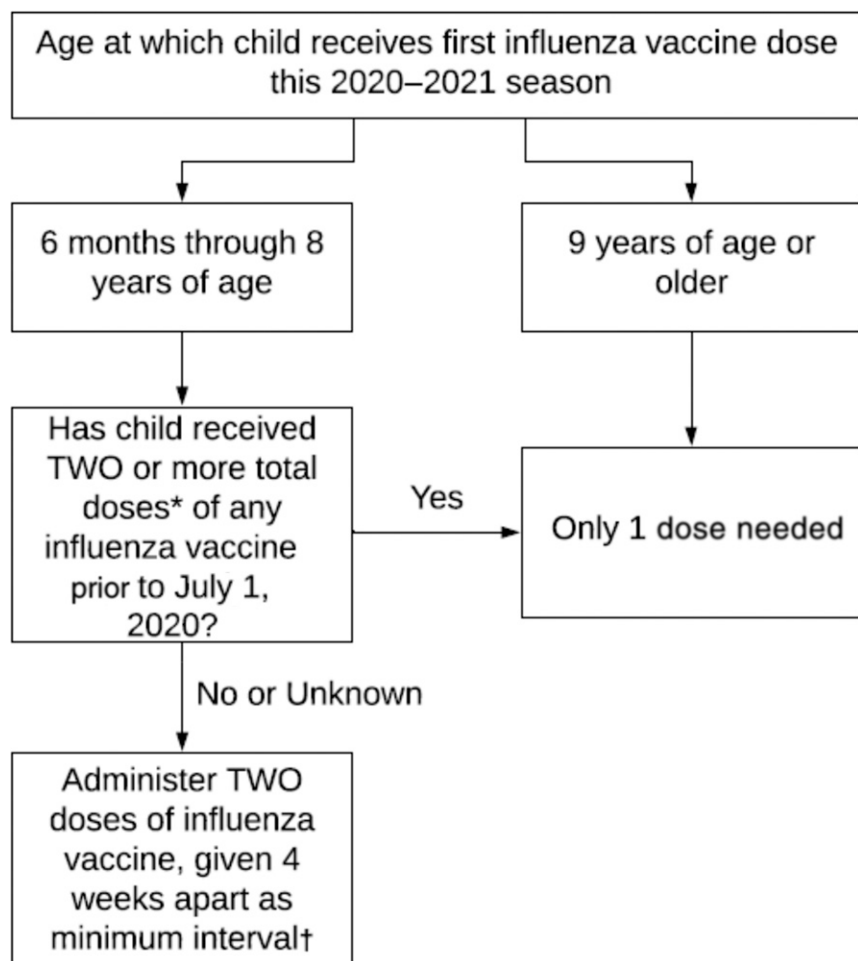 Age at which child receives first influenza vaccine dose
this 2020–2021 season
6 months through 8
years of age
9 years of age or
older
Has child received
TWO or more total
doses* of any
influenza vaccine
prior to July 1,
2020?
Yes
Only 1 dose needed
No or Unknown
Administer TWO
doses of influenza
vaccine, given 4
weeks apart as
minimum interval†